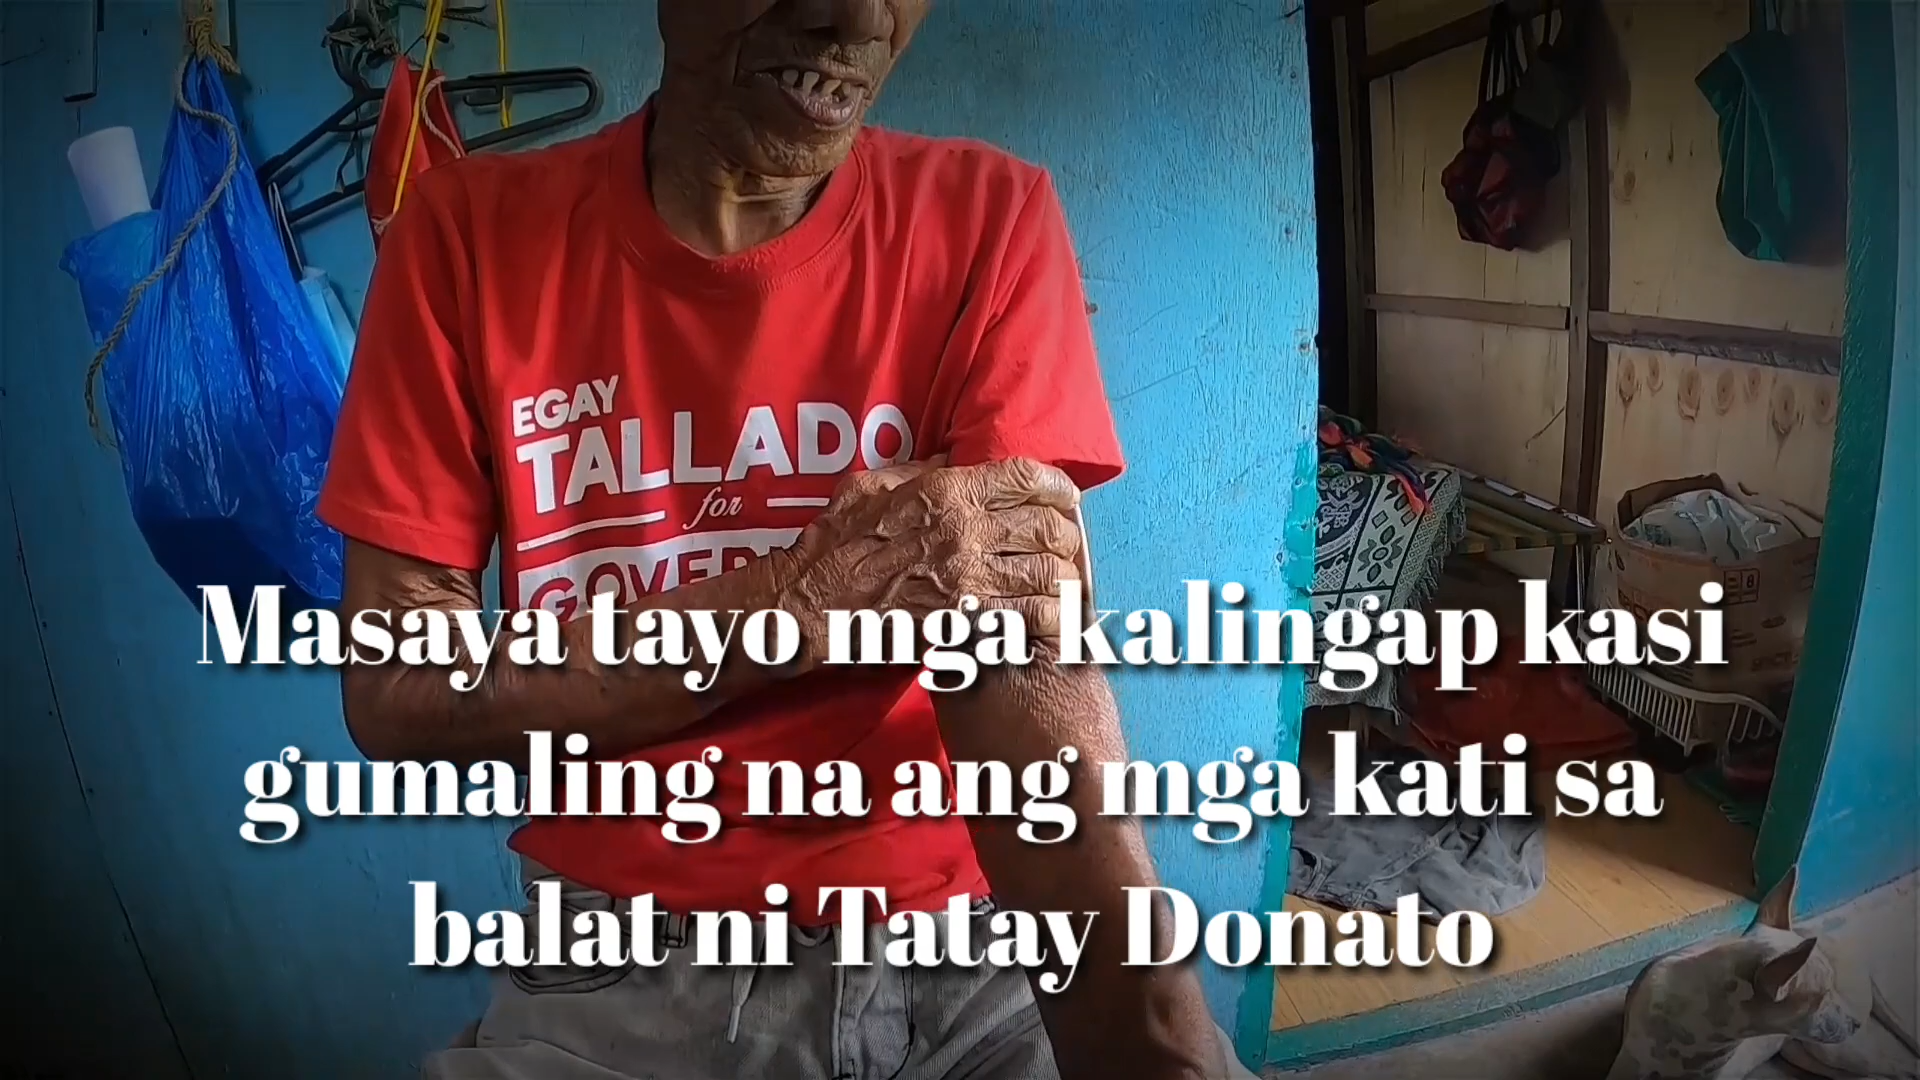 EGAY
TALLADO
for
Masaya tayo mga kalingap kasi
gumaling na ang mga kati sa
balat ni Tatay Donato